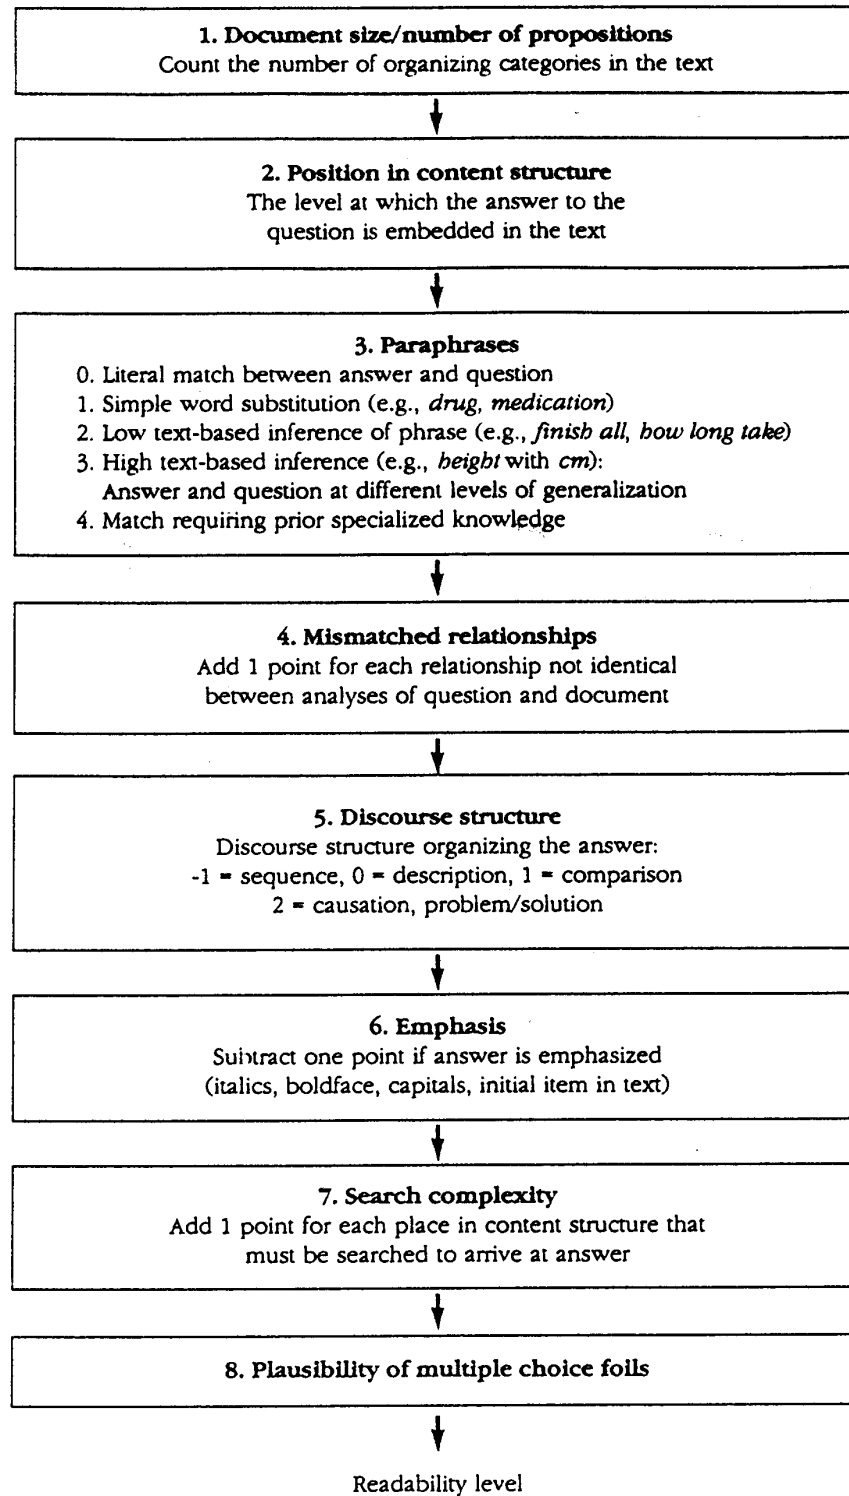 1. Document size/number of propositions
Count the number of organizing categories in the text
2. Position in content structure
The level at which the answer to the
question is embedded in the text
3. Paraphrases
0. Literal match between answer and question
1. Simple word substitution (e.g., drug, medication)
2. Low text-based inference of phrase (e.g., finish all, how long take)
3. High text-based inference (e.g., height with cm):
Answer and question at different levels of generalization
4. Match requiring prior specialized knowledge
4. Mismatched relationships
Add 1 point for each relationship not identical
between analyses of question and document
5. Discourse structure
Discourse structure organizing the answer:
-1 = sequence, 0 = description, 1 = comparison
2 = causation, problem/solution
6. Emphasis
Subtract one point if answer is emphasized
(italics, boldface, capitals, initial item in text)
7. Search complexity
Add 1 point for each place in content structure that
must be searched to arrive at answer
8. Plausibility of multiple choice foils
Readability level